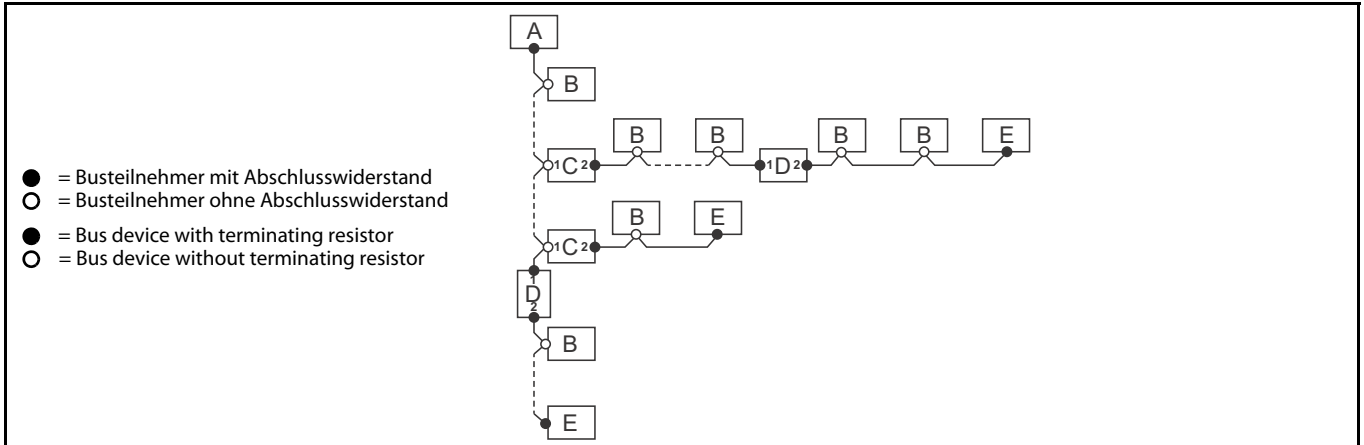 A
B
B B B B E
1C2 1D2
● = Busteilnehmer mit Abschlusswiderstand
○ = Busteilnehmer ohne Abschlusswiderstand
B E
● = Bus device with terminating resistor
1C2
○ = Bus device without terminating resistor
1
D
2
B
E